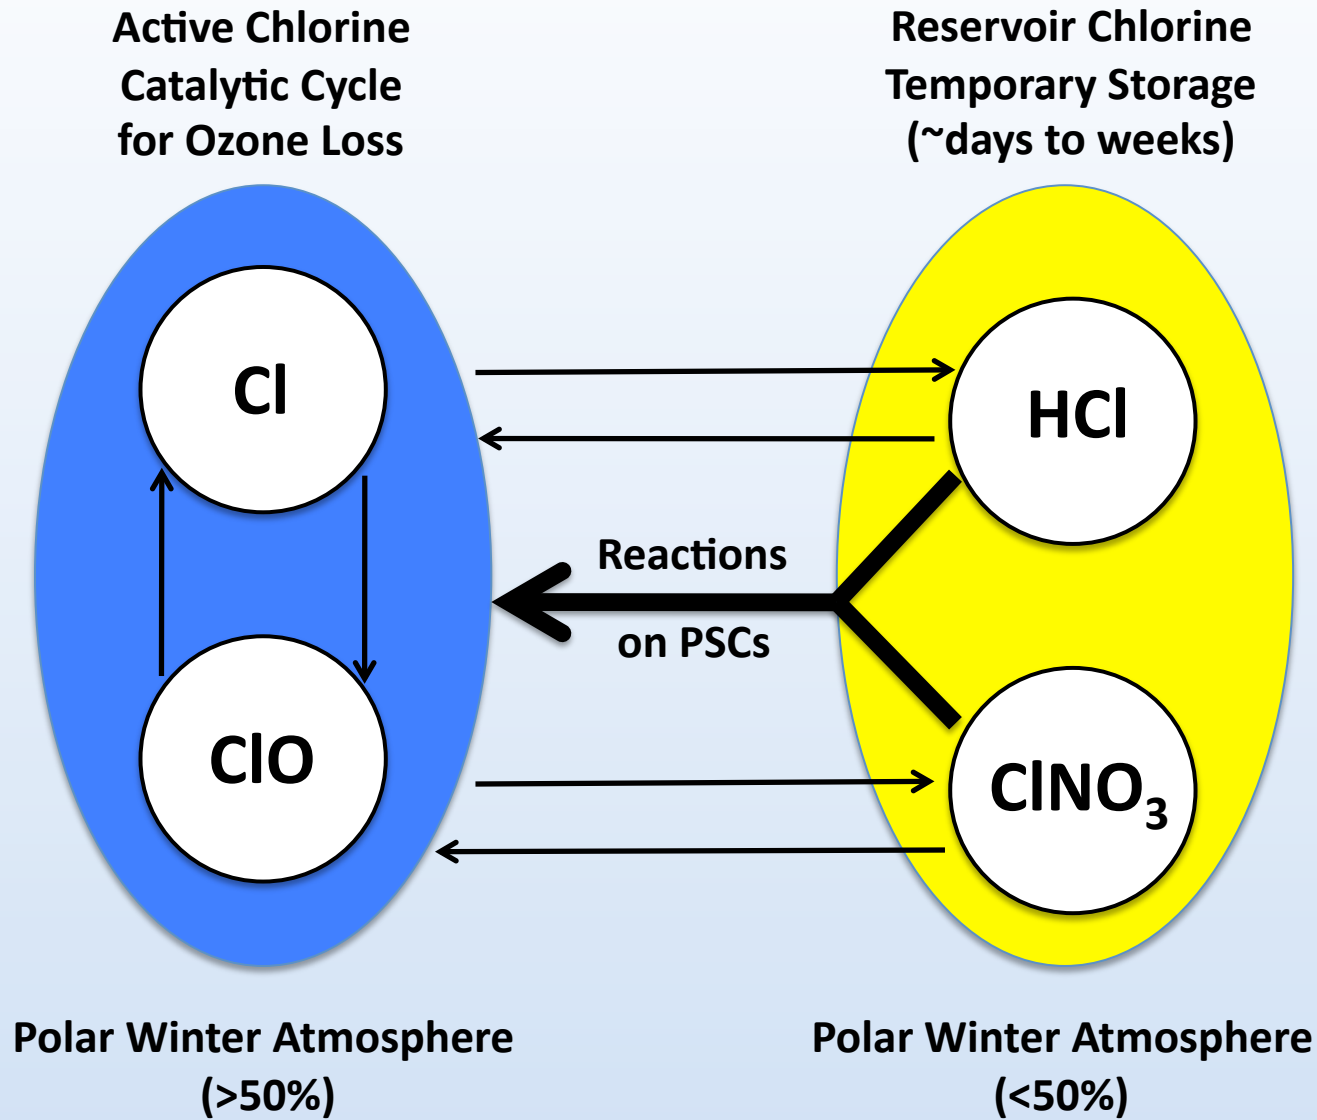 Active Chlorine
Catalytic Cycle
for Ozone Loss
Reservoir Chlorine
Temporary Storage
(~days to weeks)
Cl
HCl
Reactions
on PSCs
ClO
ClNO₃
Polar Winter Atmosphere
(>50%)
Polar Winter Atmosphere
(<50%)